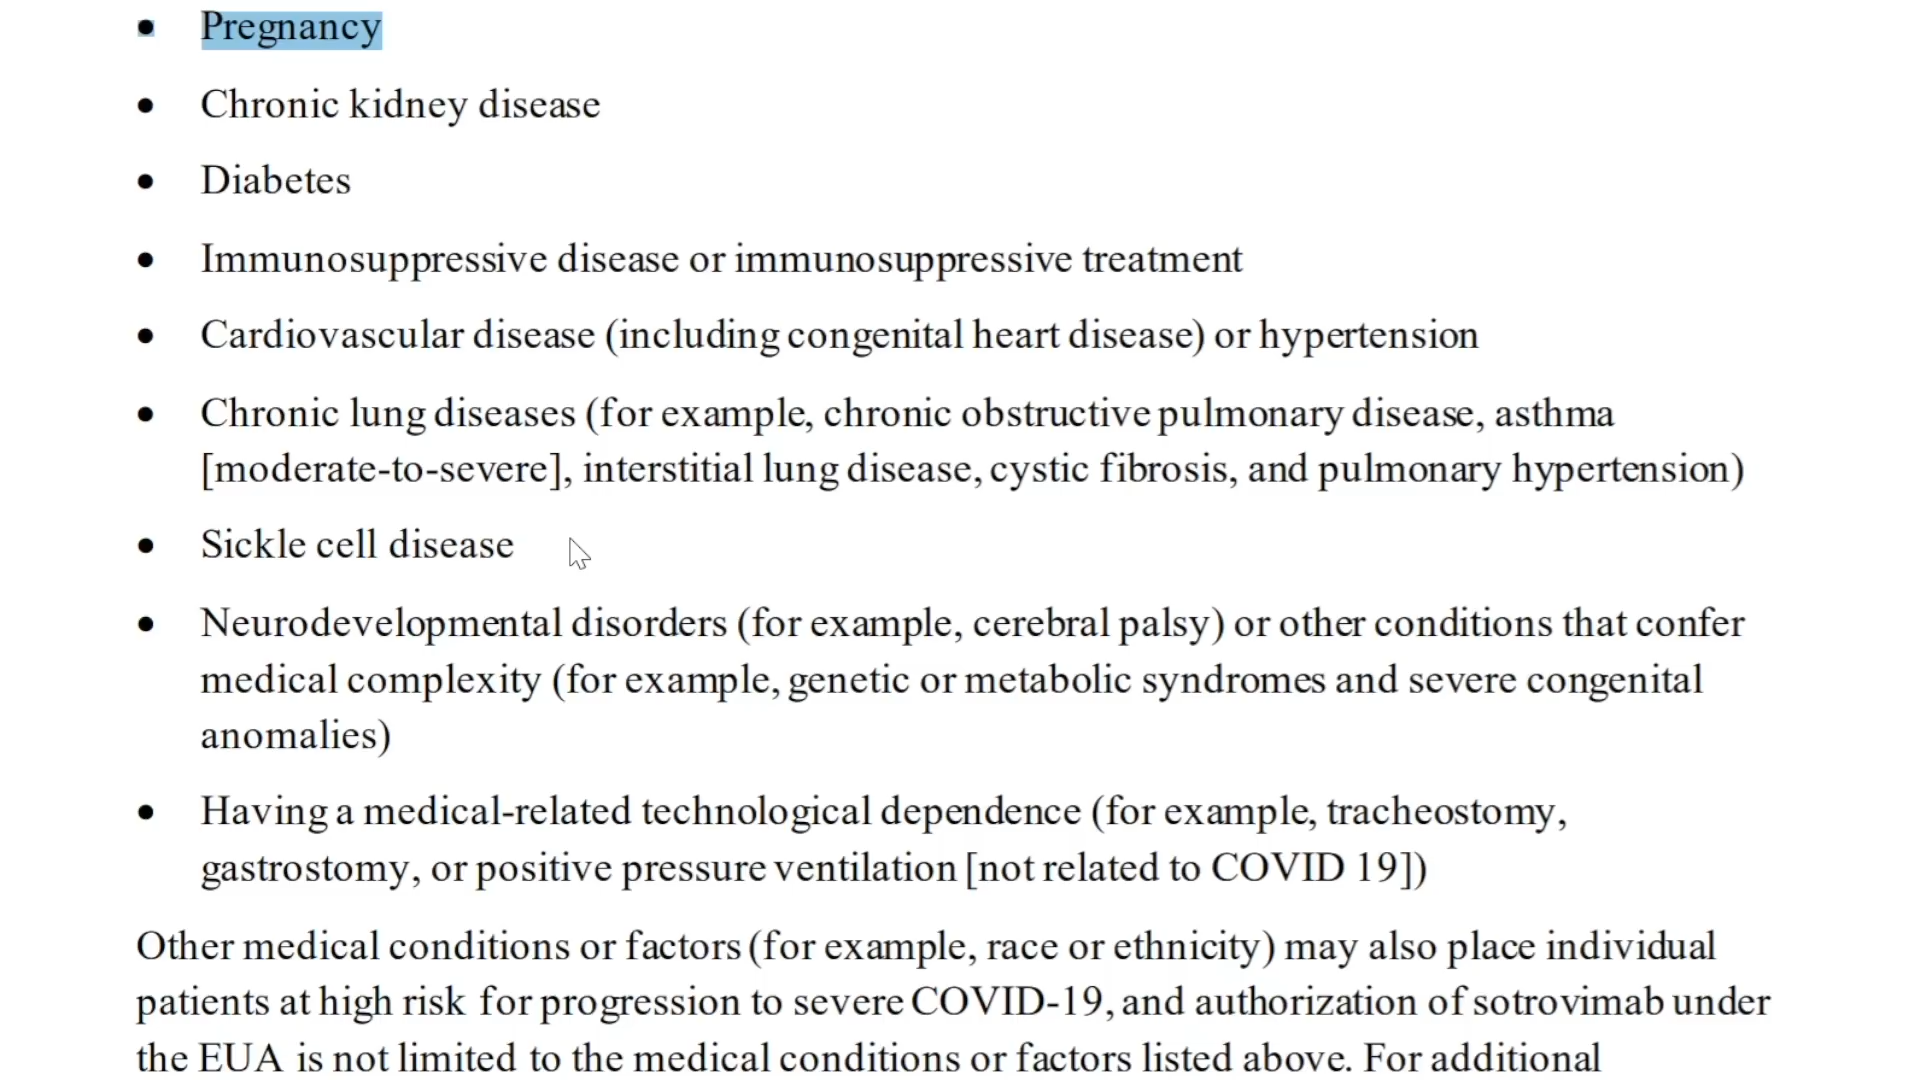 • Pregnancy
• Chronic kidney disease
• Diabetes
• Immunosuppressive disease or immunosuppressive treatment
• Cardiovascular disease (including congenital heart disease) or hypertension
• Chronic lung diseases (for example, chronic obstructive pulmonary disease, asthma
[moderate-to-severe], interstitial lung disease, cystic fibrosis, and pulmonary hypertension)
• Sickle cell disease
• Neurodevelopmental disorders (for example, cerebral palsy) or other conditions that confer
medical complexity (for example, genetic or metabolic syndromes and severe congenital
anomalies)
• Having a medical-related technological dependence (for example, tracheostomy,
gastrostomy, or positive pressure ventilation [not related to COVID 19])
Other medical conditions or factors (for example, race or ethnicity) may also place individual
patients at high risk for progression to severe COVID-19, and authorization of sotrovimab under
the EUA is not limited to the medical conditions or factors listed above. For additional